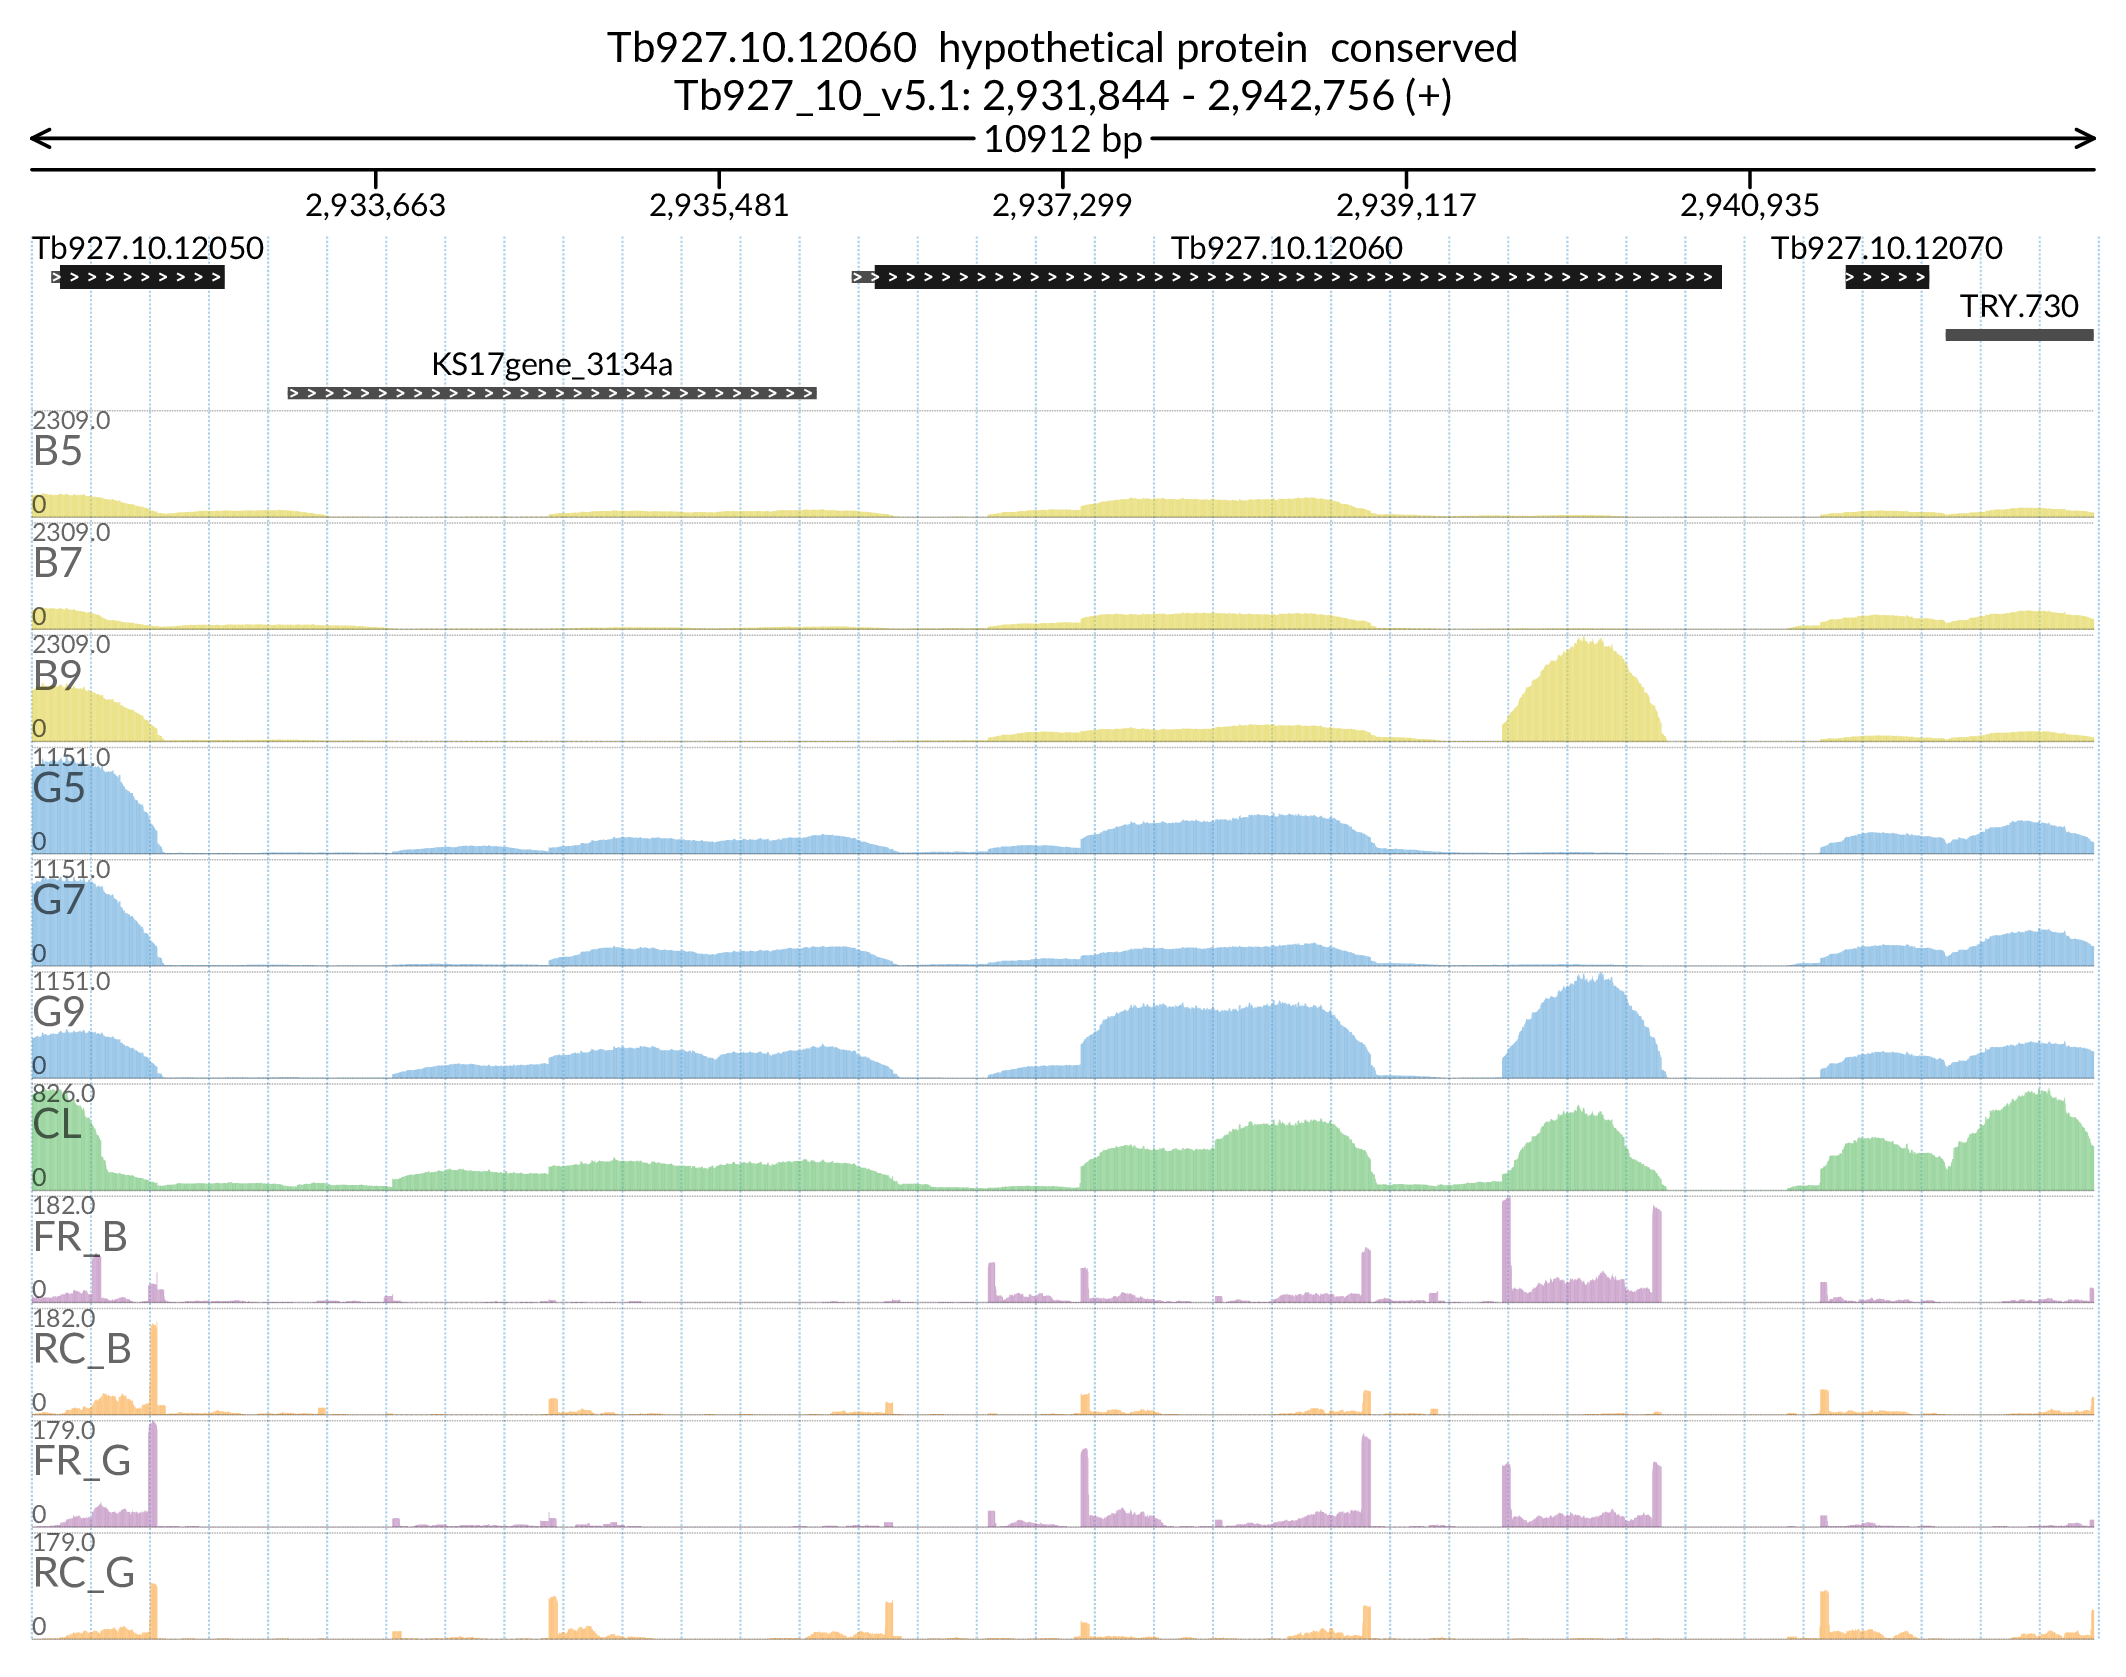 Tb927.10.12060  hypothetical protein  conserved
Tb927_10_v5.1: 2,931,844 - 2,942,756 (+)
10912 bp
2,933,663 2,935,481 2,937,299 2,939,117 2,940,935
Tb927.10.12050 Tb927.10.12060 Tb927.10.12070
TRY.730
KS17gene_3134a
2309.0
B5
0
2309.0
B7
0
2309.0
B9
0
1151.0
G5
0
1151.0
G7
0
1151.0
G9
0
826.0
CL
0
182.0
FR_B
0
182.0
RC_B
0
179.0
FR_G
0
179.0
RC_G
0